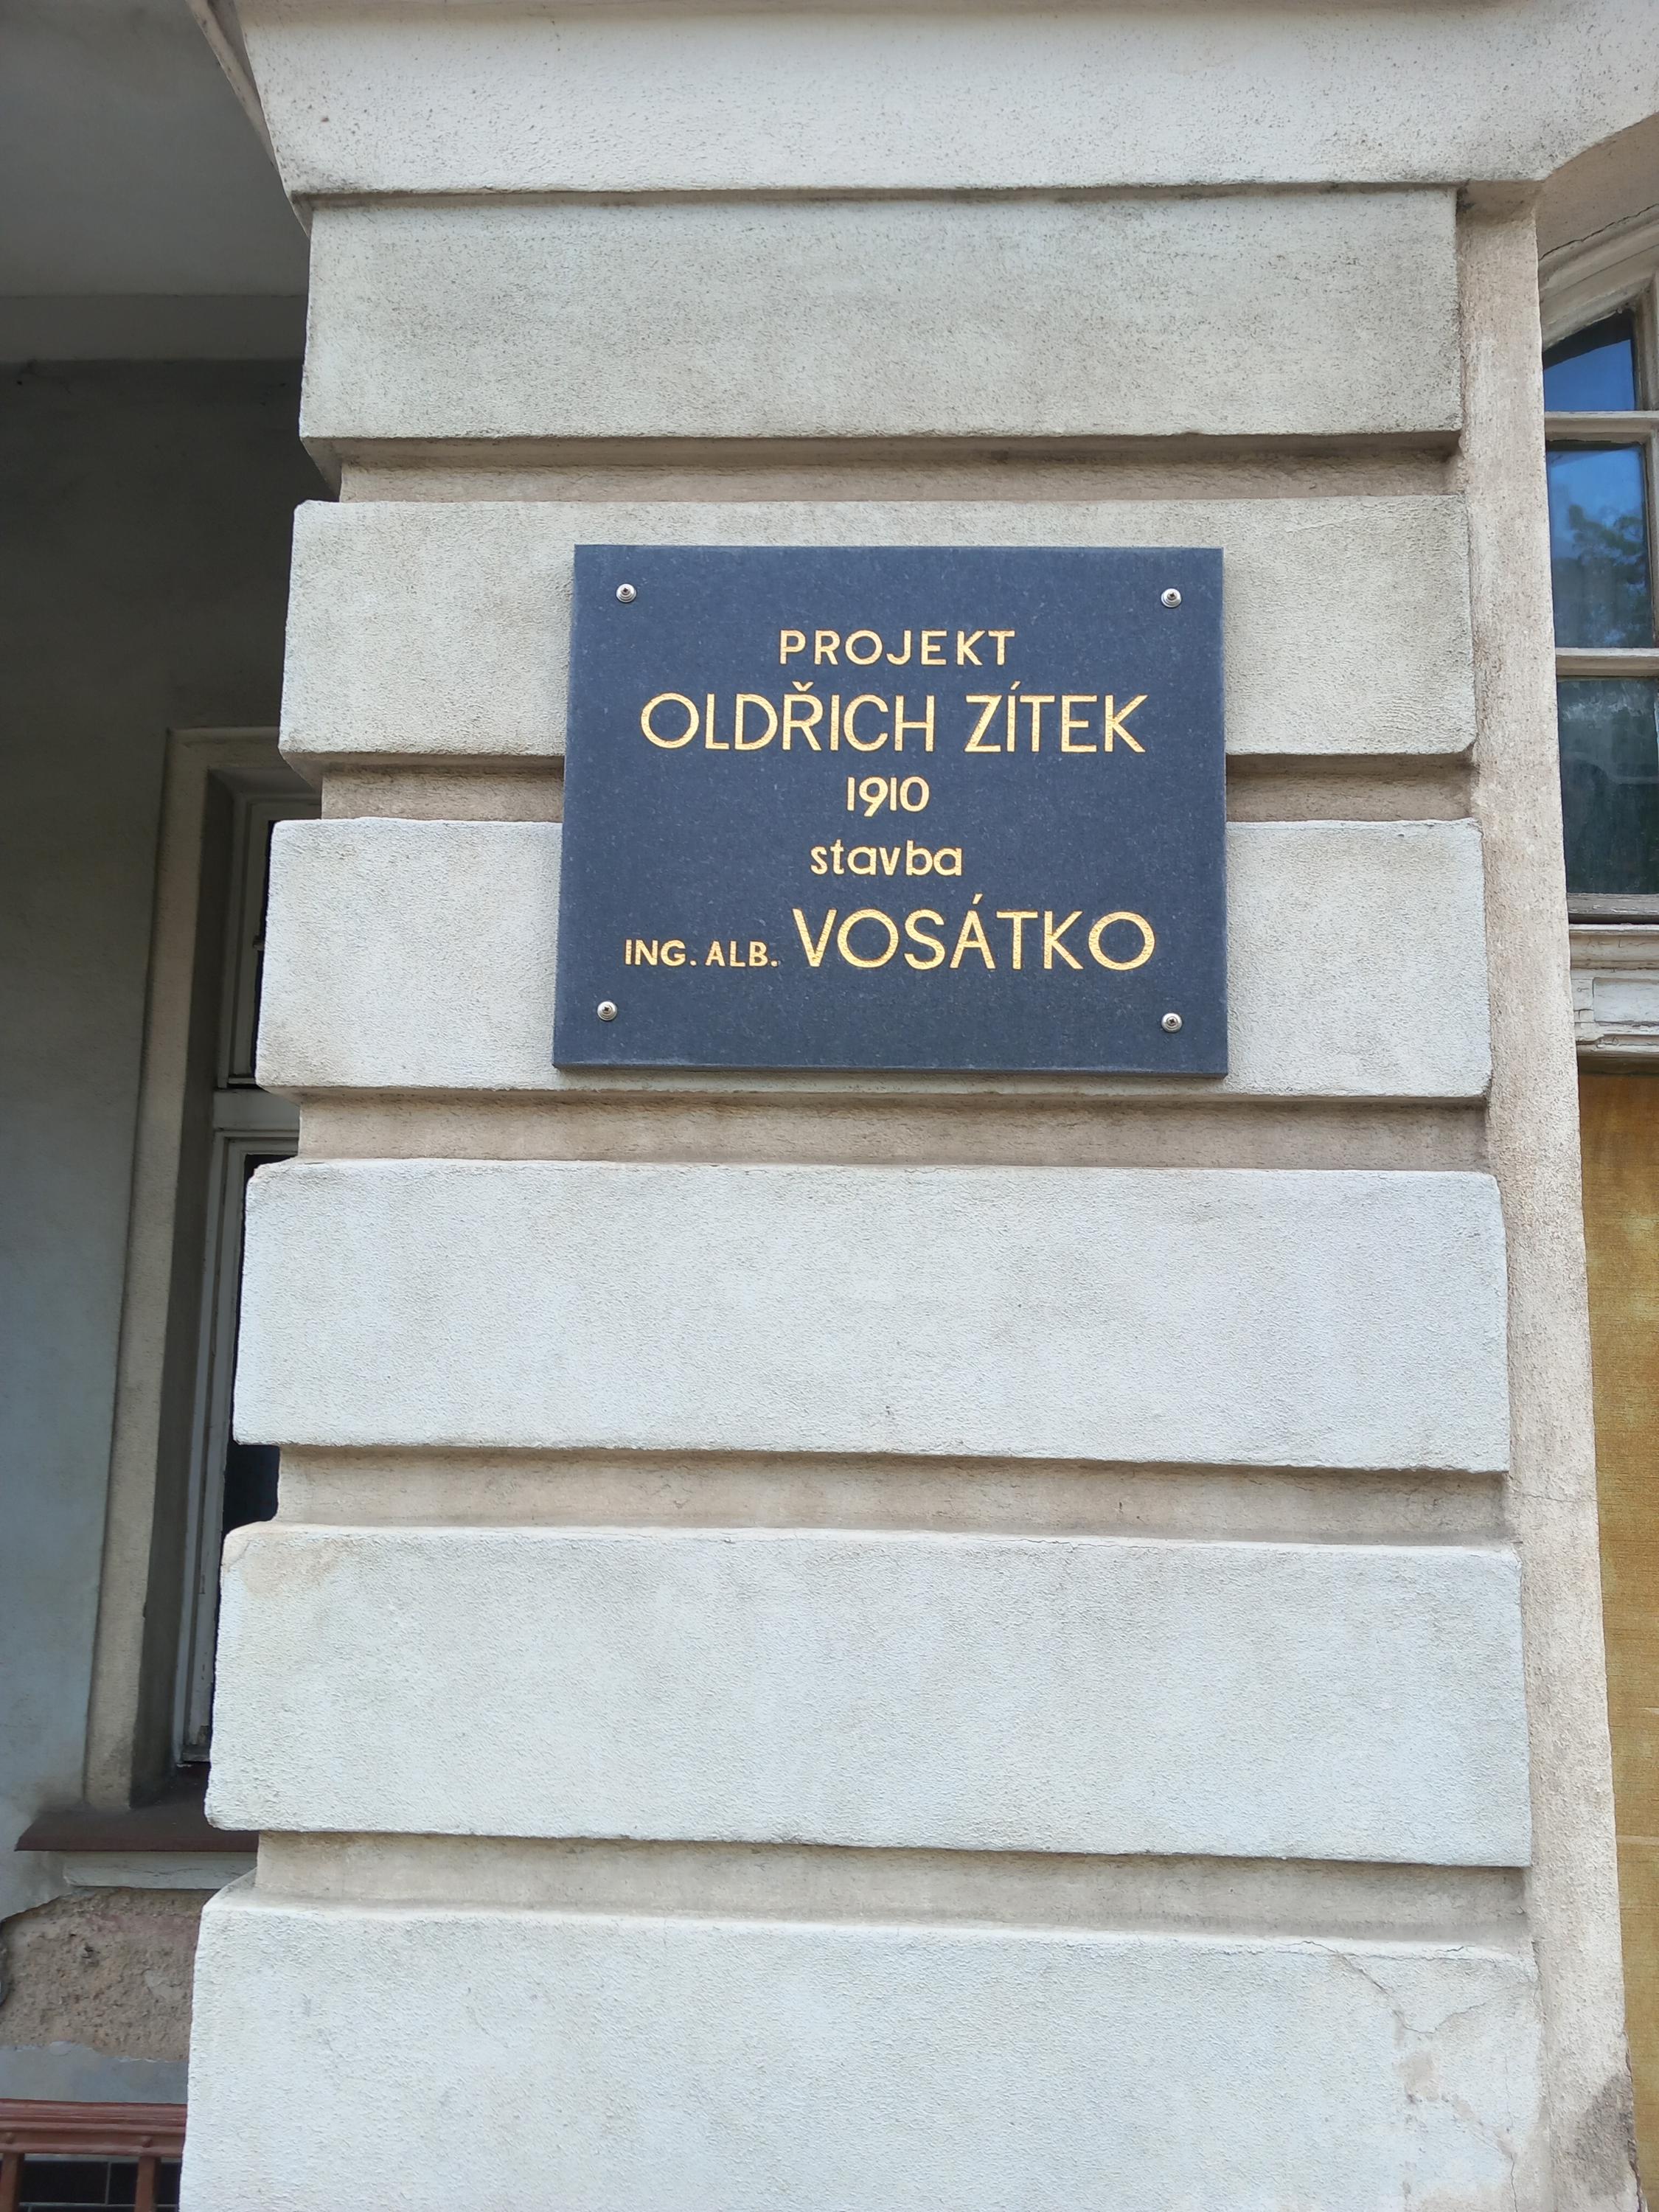 PROJEKT
OLDŘICH ZÍTEK
1910
stavba
ING. ALB. VOSÁTKO